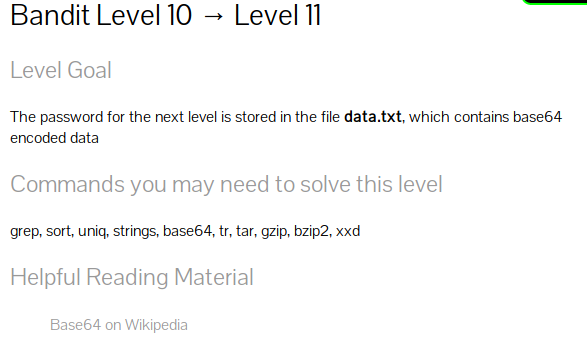 Bandit Level 10 → Level 11
Level Goal
The password for the next level is stored in the file data.txt, which contains base64
encoded data
Commands you may need to solve this level
grep, sort, uniq, strings, base64, tr, tar, gzip, bzip2, xxd
Helpful Reading Material
Base64 on Wikipedia